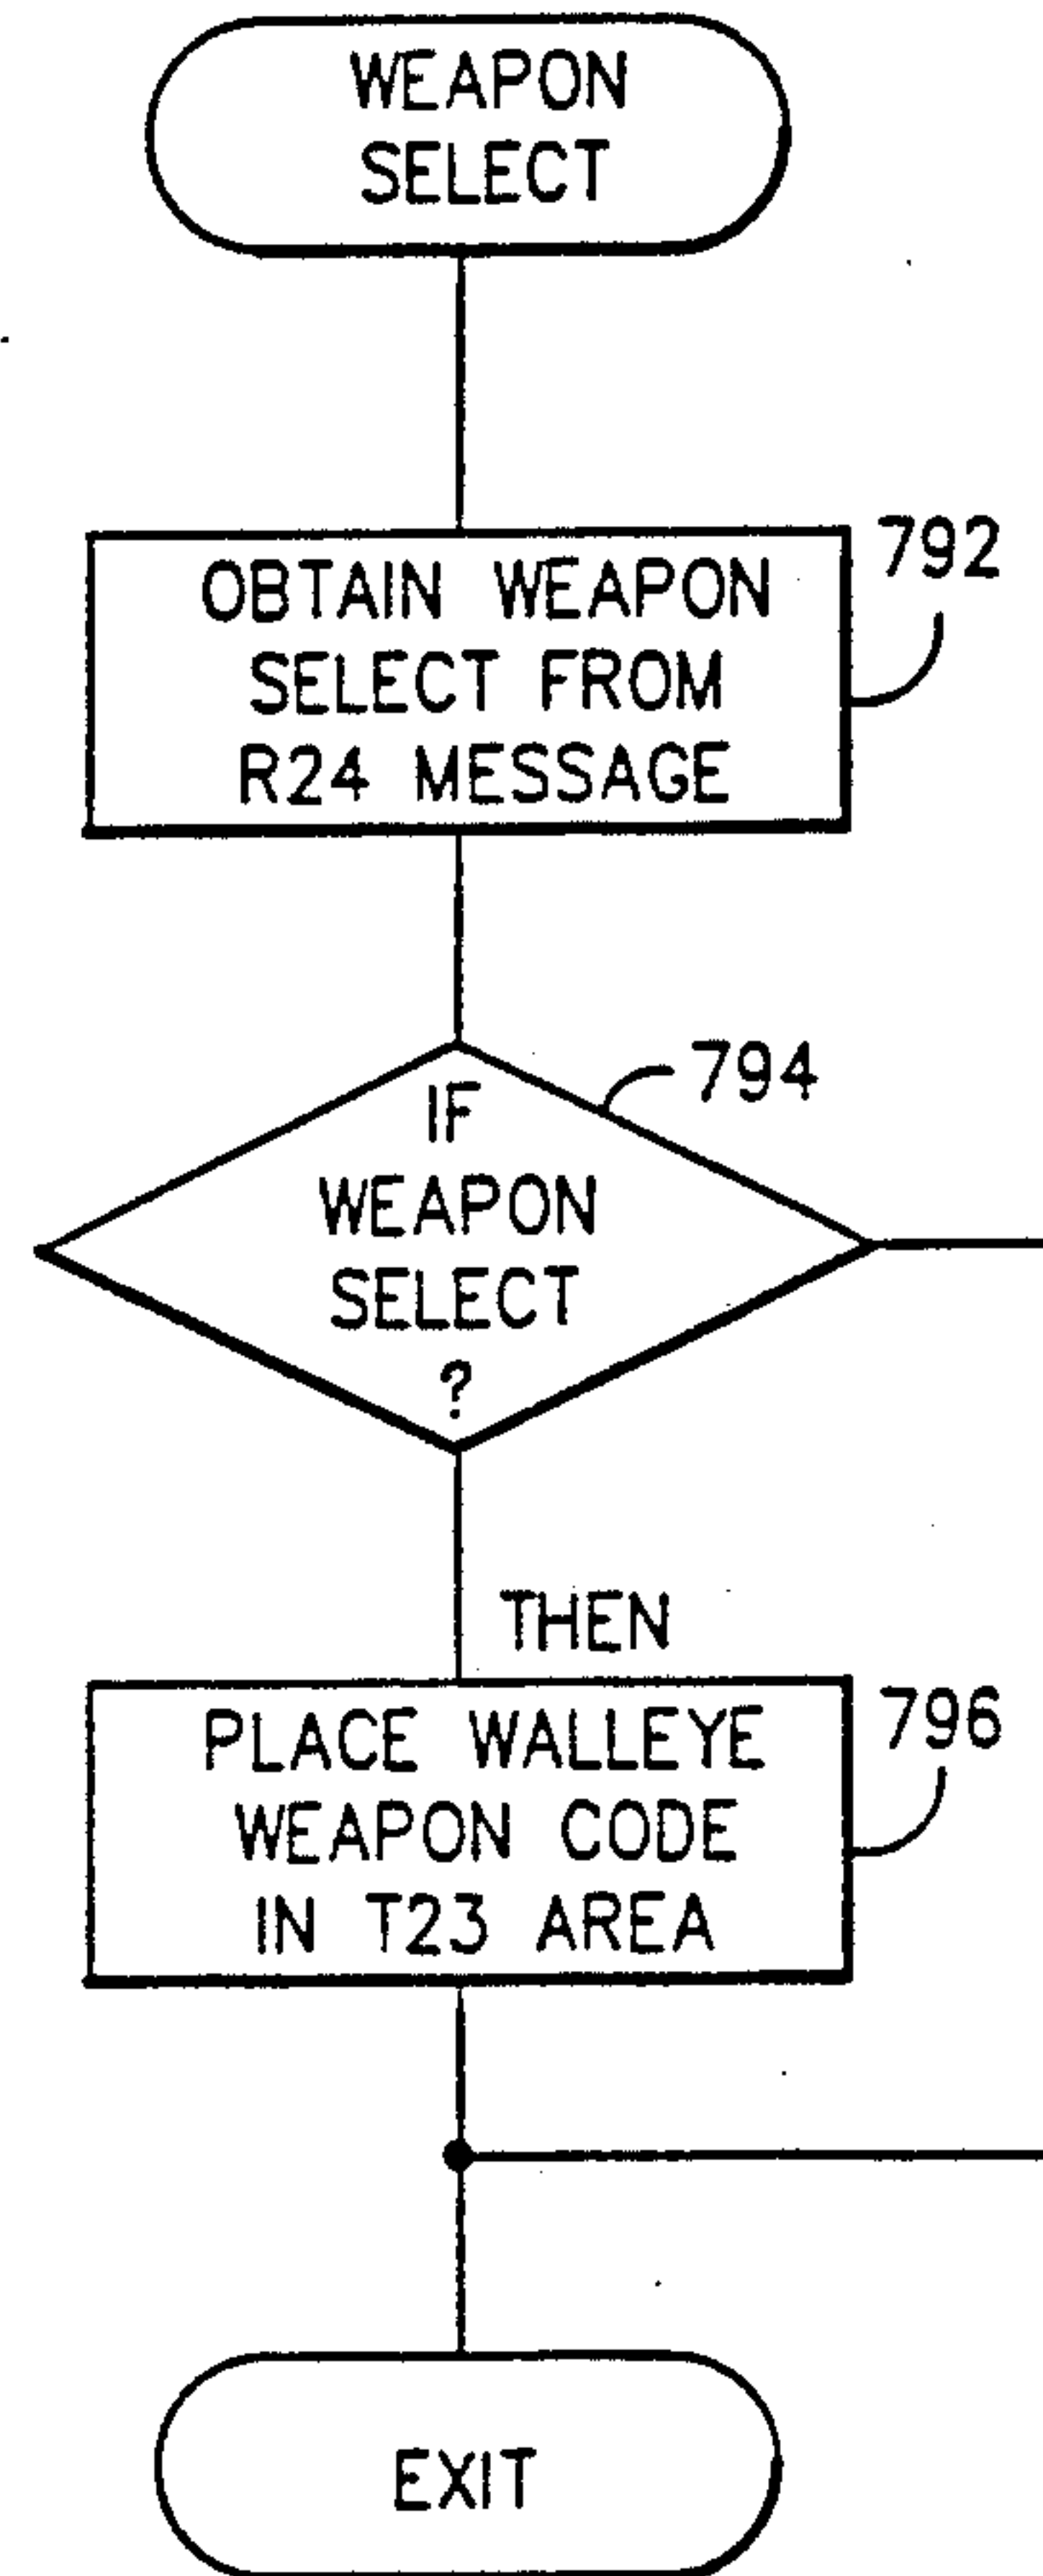 WEAPON
SELECT
OBTAIN WEAPON
SELECT FROM
R24 MESSAGE
792
IF
WEAPON
SELECT
?
794
THEN
PLACE WALLEYE
WEAPON CODE
IN T23 AREA
796
EXIT